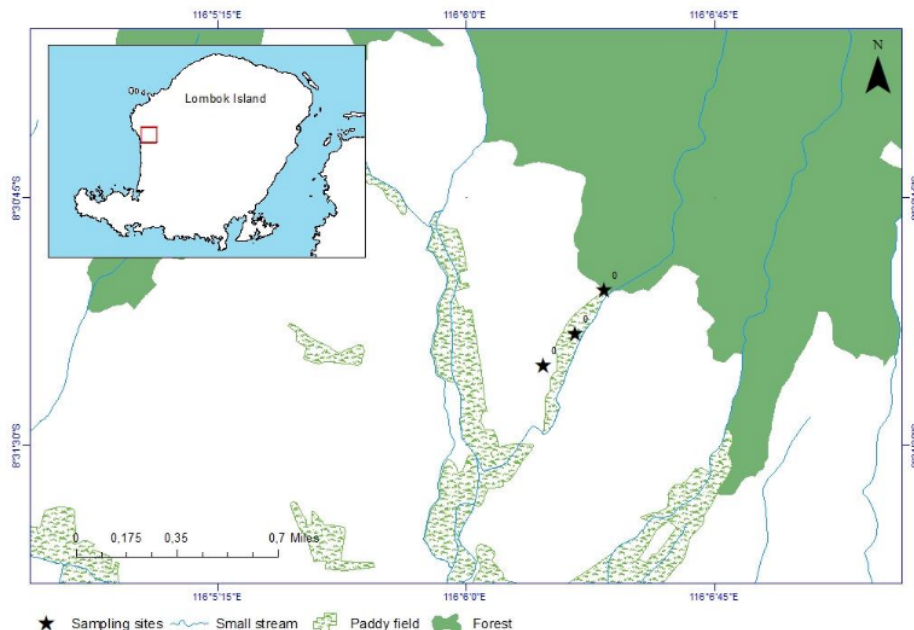 116°5'15"E 116°6'0"E 116°6'45"E
N
Lombok Island
8°30'45"S
0
0
0
8°31'30"S
0 0,175 0,35 0,7 Miles
116°5'15"E 116°6'0"E 116°6'45"E
Sampling sites Small stream Paddy field Forest